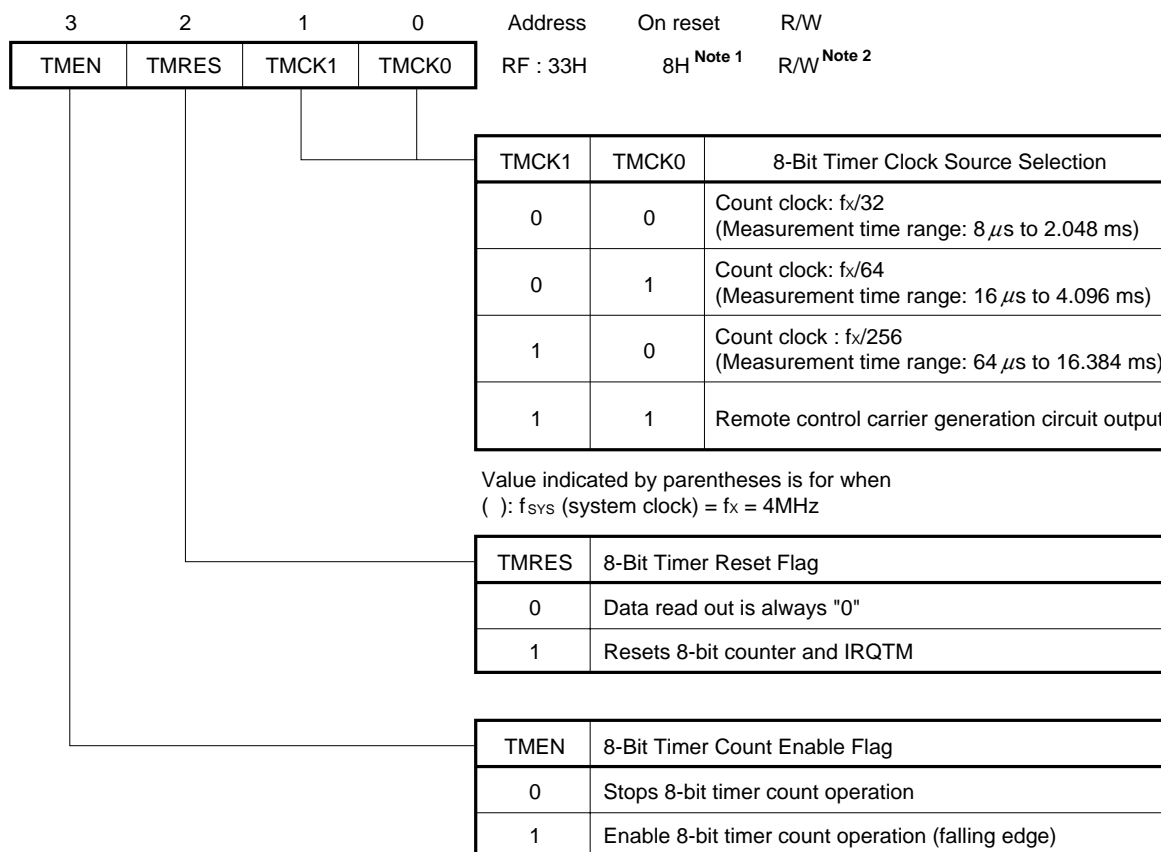 3 2 1 0 Address On reset R/W
TMEN TMRES TMCK1 TMCK0 RF : 33H 8H Note 1 R/W Note 2
TMCK1 TMCK0 8-Bit Timer Clock Source Selection
0 0 Count clock: fx/32
(Measurement time range: 8 μs to 2.048 ms)
0 1 Count clock: fx/64
(Measurement time range: 16 μs to 4.096 ms)
1 0 Count clock : fx/256
(Measurement time range: 64 μs to 16.384 ms)
1 1 Remote control carrier generation circuit output
Value indicated by parentheses is for when
( ): fSYS (system clock) = fx = 4MHz
TMRES 8-Bit Timer Reset Flag
0 Data read out is always "0"
1 Resets 8-bit counter and IRQTM
TMEN 8-Bit Timer Count Enable Flag
0 Stops 8-bit timer count operation
1 Enable 8-bit timer count operation (falling edge)